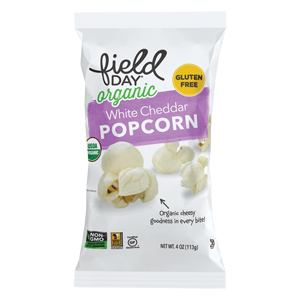 field
DAY®
organic
GLUTEN
FREE
White Cheddar
POPCORN
USDA
ORGANIC
Organic cheesy
goodness in every bite!
NON
GMO
GF
NET WT. 4 OZ (113g)